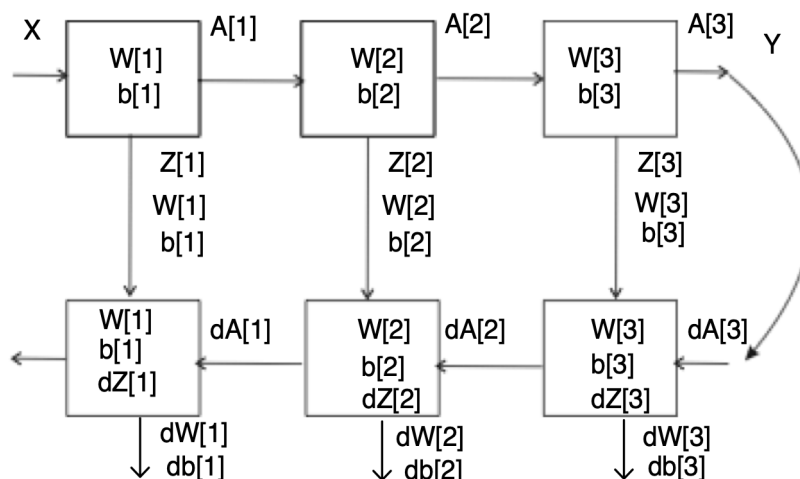 X
A[1]
A[2]
A[3]
Y
W[1]
b[1]
W[2]
b[2]
W[3]
b[3]
Z[1]
W[1]
b[1]
Z[2]
W[2]
b[2]
Z[3]
W[3]
b[3]
W[1]
b[1]
dZ[1]
dA[1]
W[2]
b[2]
dZ[2]
dA[2]
W[3]
b[3]
dZ[3]
dA[3]
dW[1]
db[1]
dW[2]
db[2]
dW[3]
db[3]